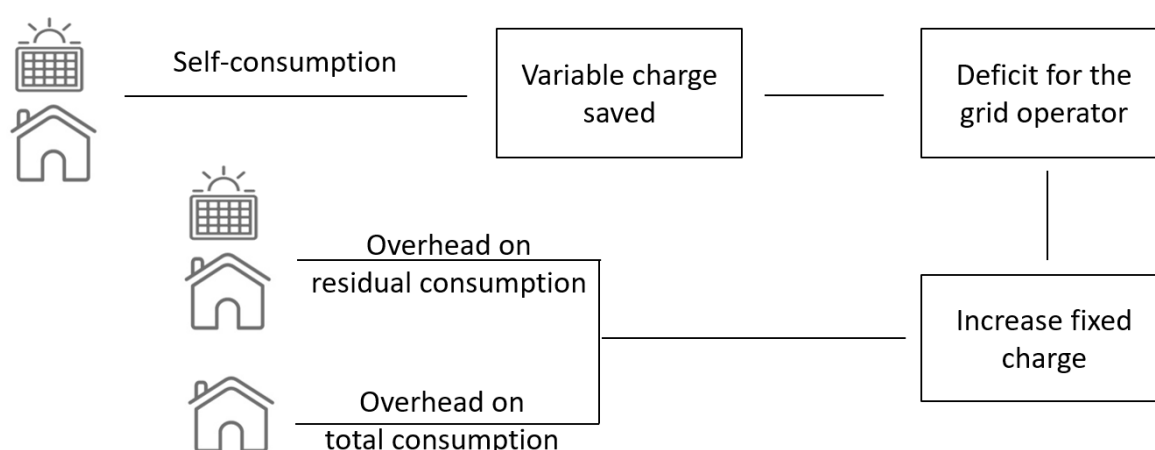 Self-consumption
Variable charge
saved
Deficit for the
grid operator
Overhead on
residual consumption
Increase fixed
charge
Overhead on
total consumption